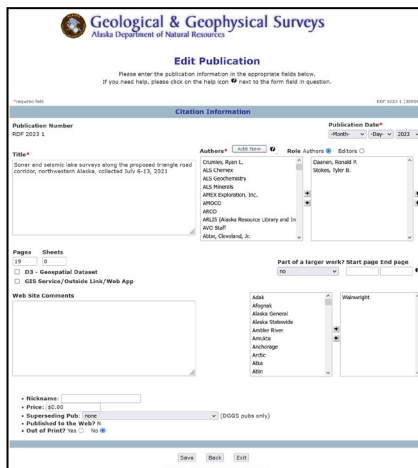 Geological & Geophysical Surveys
Alaska Department of Natural Resources
Edit Publication
Please enter the publication information in the appropriate fields below.
If you need help, please click on the help icon ? next to the form field in question.
*required field
RDF 2023 1
Citation Information
Publication Number
RDF 2023 1
Publication Date*
-Month- -Day- 2023
Title*
Sonar and seismic lake surveys along the proposed triangle road
corridor, northwestern Alaska, collected July 6-13, 2021
Authors* Add New ? Role Authors Editors
Crumley, Ryan L.
ALS Chemex
ALS Geochemistry
ALS Minerals
AMEX Exploration, Inc.
AMOCO
ARCO
ARLIS (Alaska Resource Library and In
AVO Staff
Abbe, Cleveland, Jr.
Daanen, Ronald P.
Stokes, Tyler B.
Pages Sheets
19 0
D3 - Geospatial Dataset
GIS Service/Outside Link/Web App
Part of a larger work? Start page End page
no
Web Site Comments
Adak
Afognak
Alaska General
Alaska Statewide
Ambler River
Amukta
Anchorage
Arctic
Atka
Atlin
Wainwright
• Nickname:
• Price: $0.00
• Superseding Pub: none (DGGS pubs only)
• Published to the Web? N
• Out of Print? Yes No
Save Back Exit